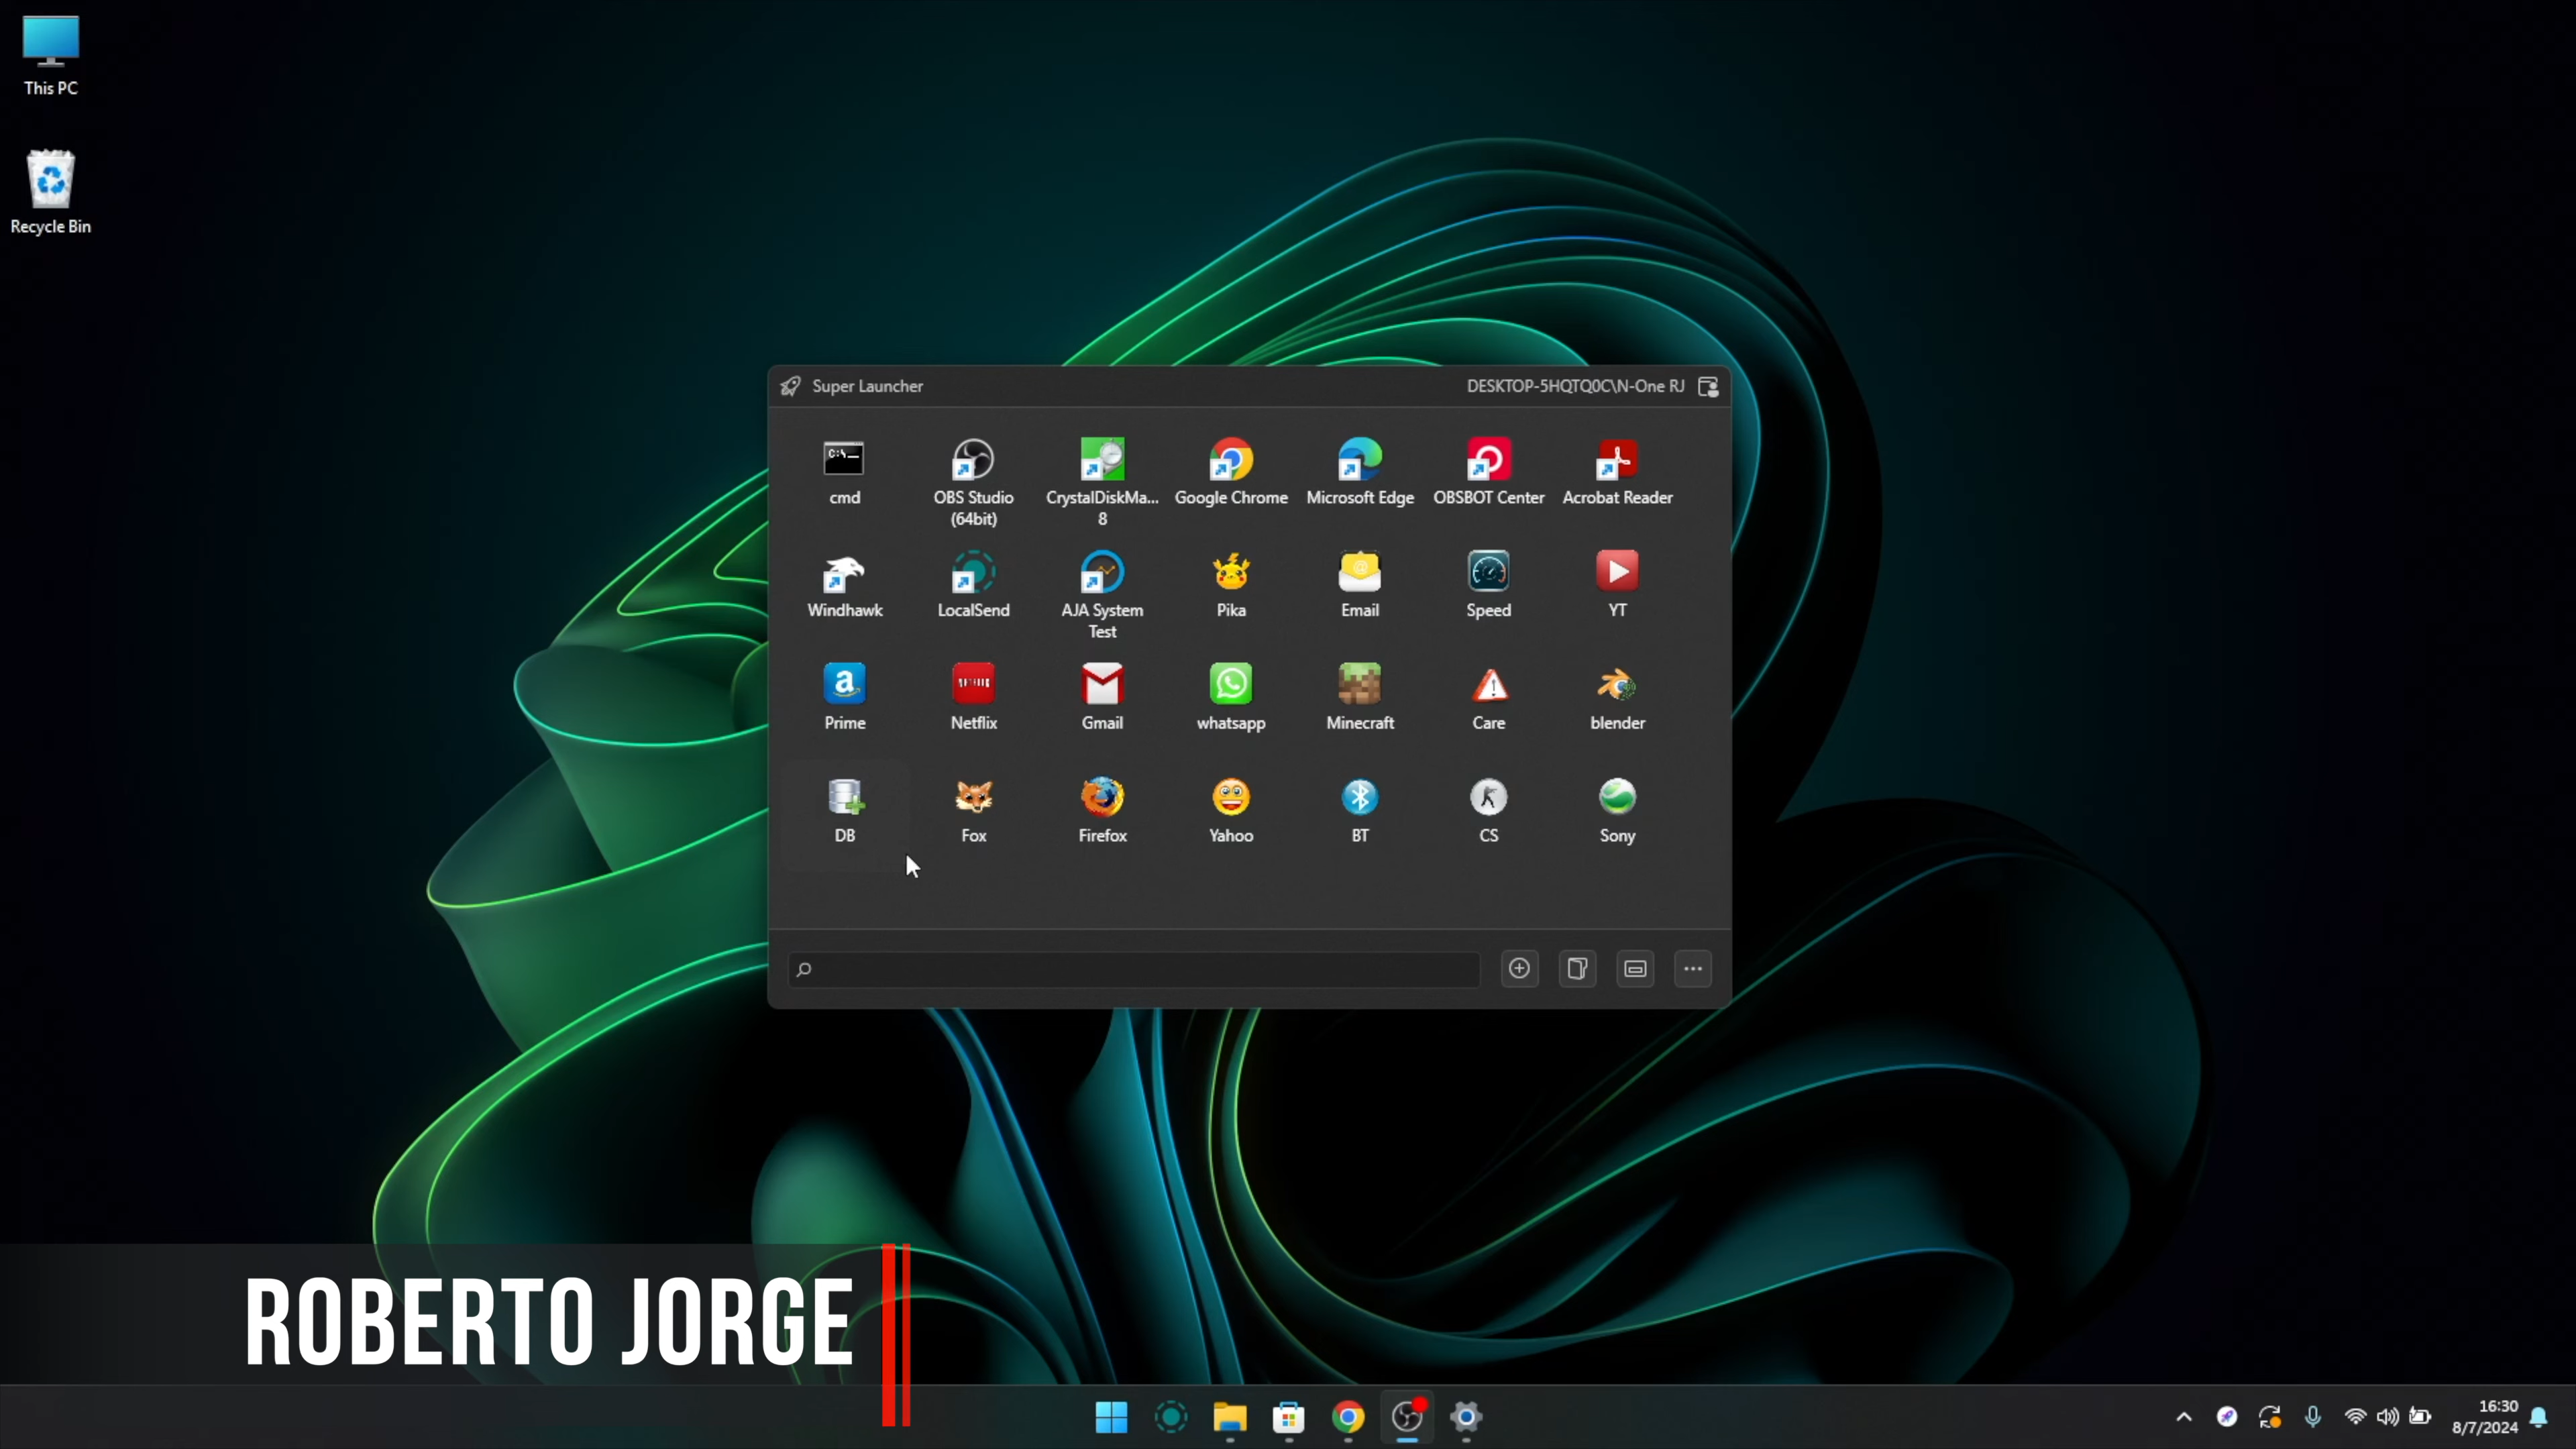 This PC
Recycle Bin
Super Launcher
DESKTOP-5HQTQ0C\N-One RJ
C:\
cmd
OBS Studio
(64bit)
CrystalDiskMa...
8
Google Chrome
Microsoft Edge
OBSBOT Center
Acrobat Reader
Windhawk
LocalSend
AJA System
Test
Pika
Email
Speed
YT
Prime
NETFLIX
Netflix
Gmail
whatsapp
Minecraft
Care
blender
DB
Fox
Firefox
Yahoo
BT
CS
Sony
ROBERTO JORGE
16:30
8/7/2024